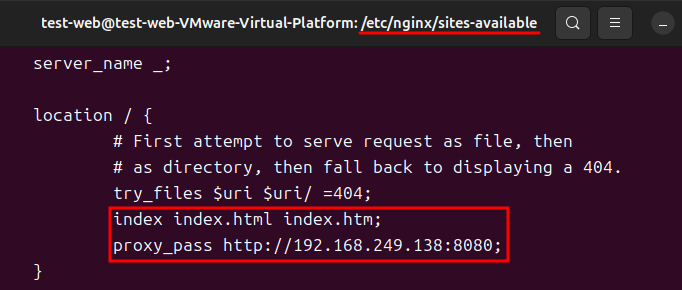 test-web@test-web-VMware-Virtual-Platform: /etc/nginx/sites-available
server_name _;
location / {
# First attempt to serve request as file, then
# as directory, then fall back to displaying a 404.
try_files $uri $uri/ =404;
index index.html index.htm;
proxy_pass http://192.168.249.138:8080;
}